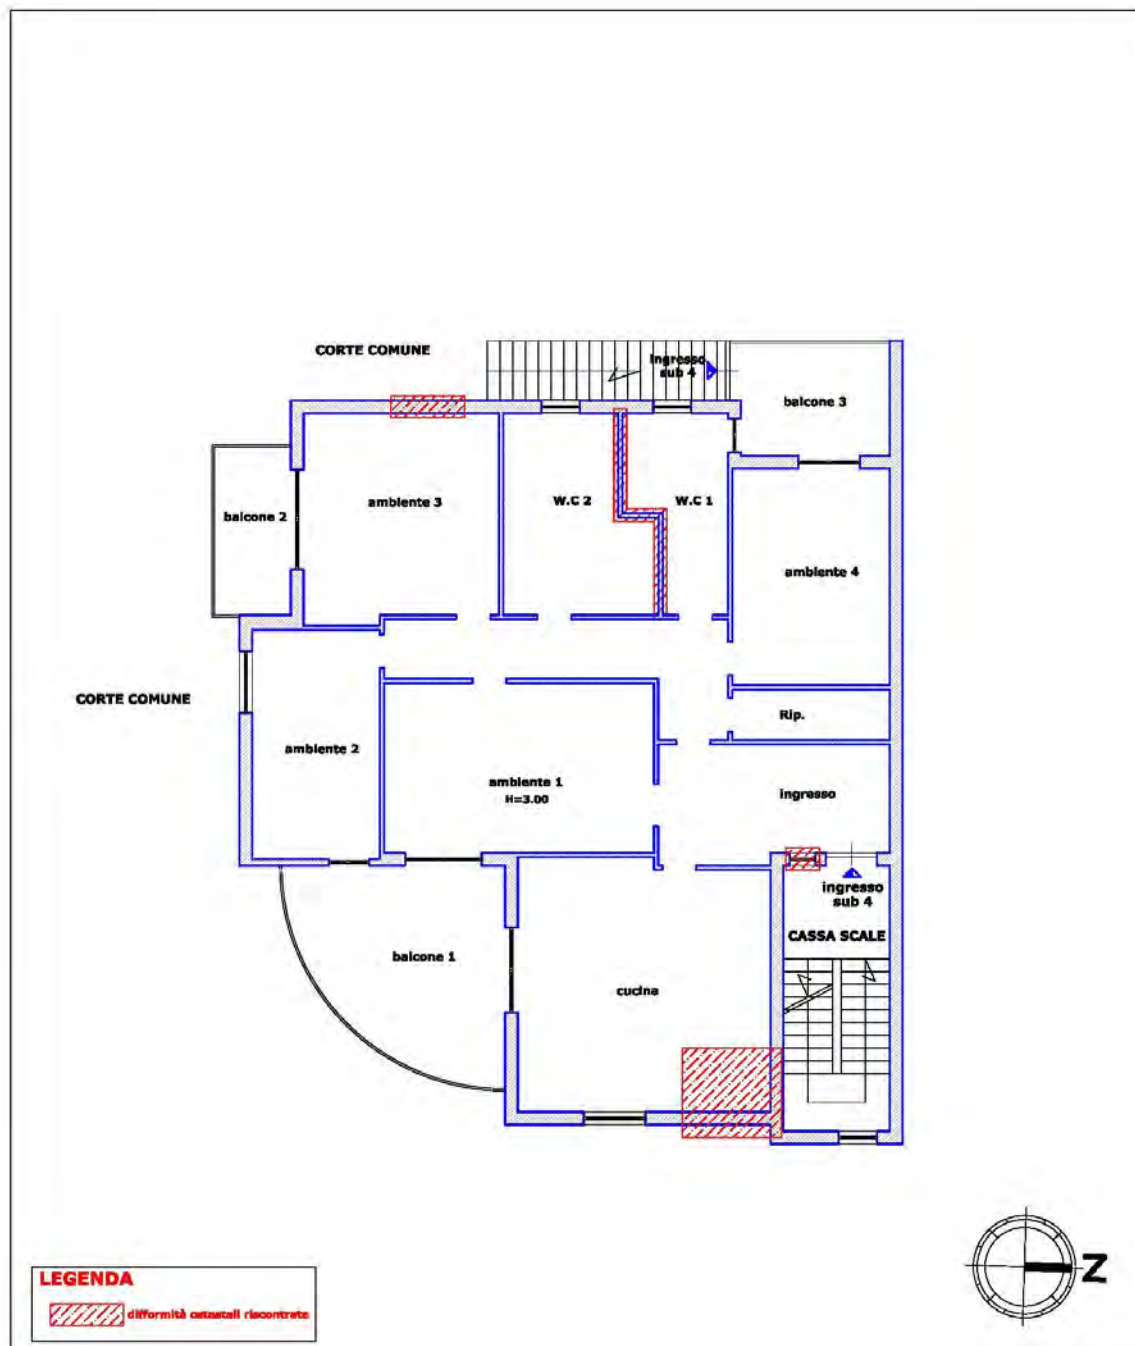 CORTE COMUNE
ingresso
sub 4
balcone 3
ambiente 3
W.C 2
W.C 1
balcone 2
ambiente 4
CORTE COMUNE
Rip.
ambiente 2
ambiente 1
H=3.00
ingresso
ingresso
sub 4
CASSA SCALE
balcone 1
cucina
N
LEGENDA
difformità catastali riscontrate